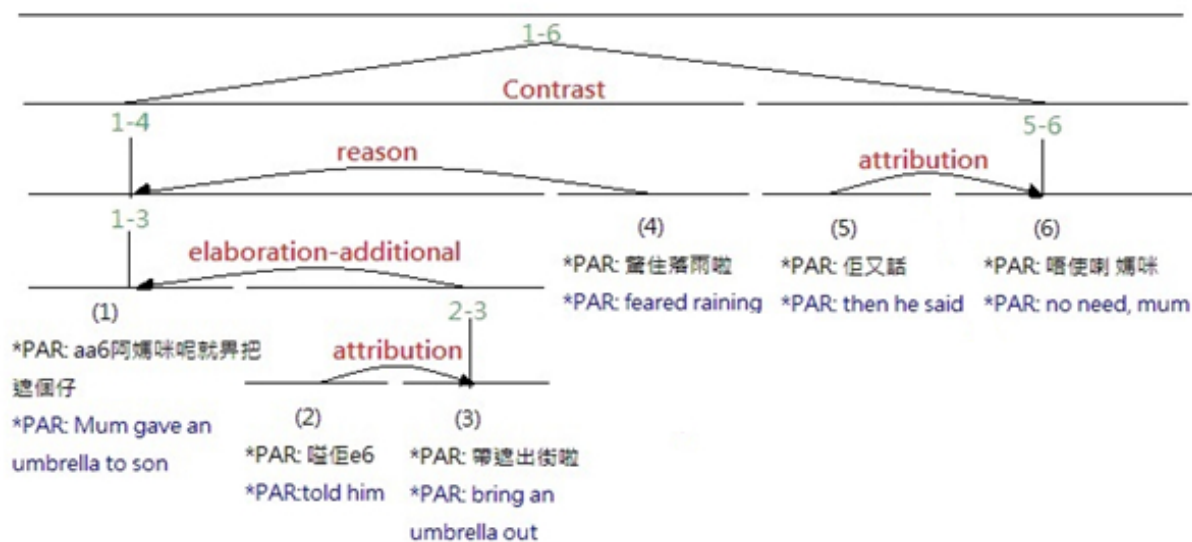 1-6
Contrast
1-4
5-6
reason
attribution
1-3
(4)
(5)
(6)
elaboration-additional
*PAR: 驚住落雨啦
*PAR: 佢又話
*PAR: 唔使喇 媽咪
*PAR: feared raining
*PAR: then he said
*PAR: no need, mum
(1)
2-3
*PAR: aa6阿媽咪呢就畀把
遮個仔
*PAR: Mum gave an
umbrella to son
attribution
(2)
(3)
*PAR: 嗌佢e6
*PAR:told him
*PAR: 帶遮出街啦
*PAR: bring an
umbrella out